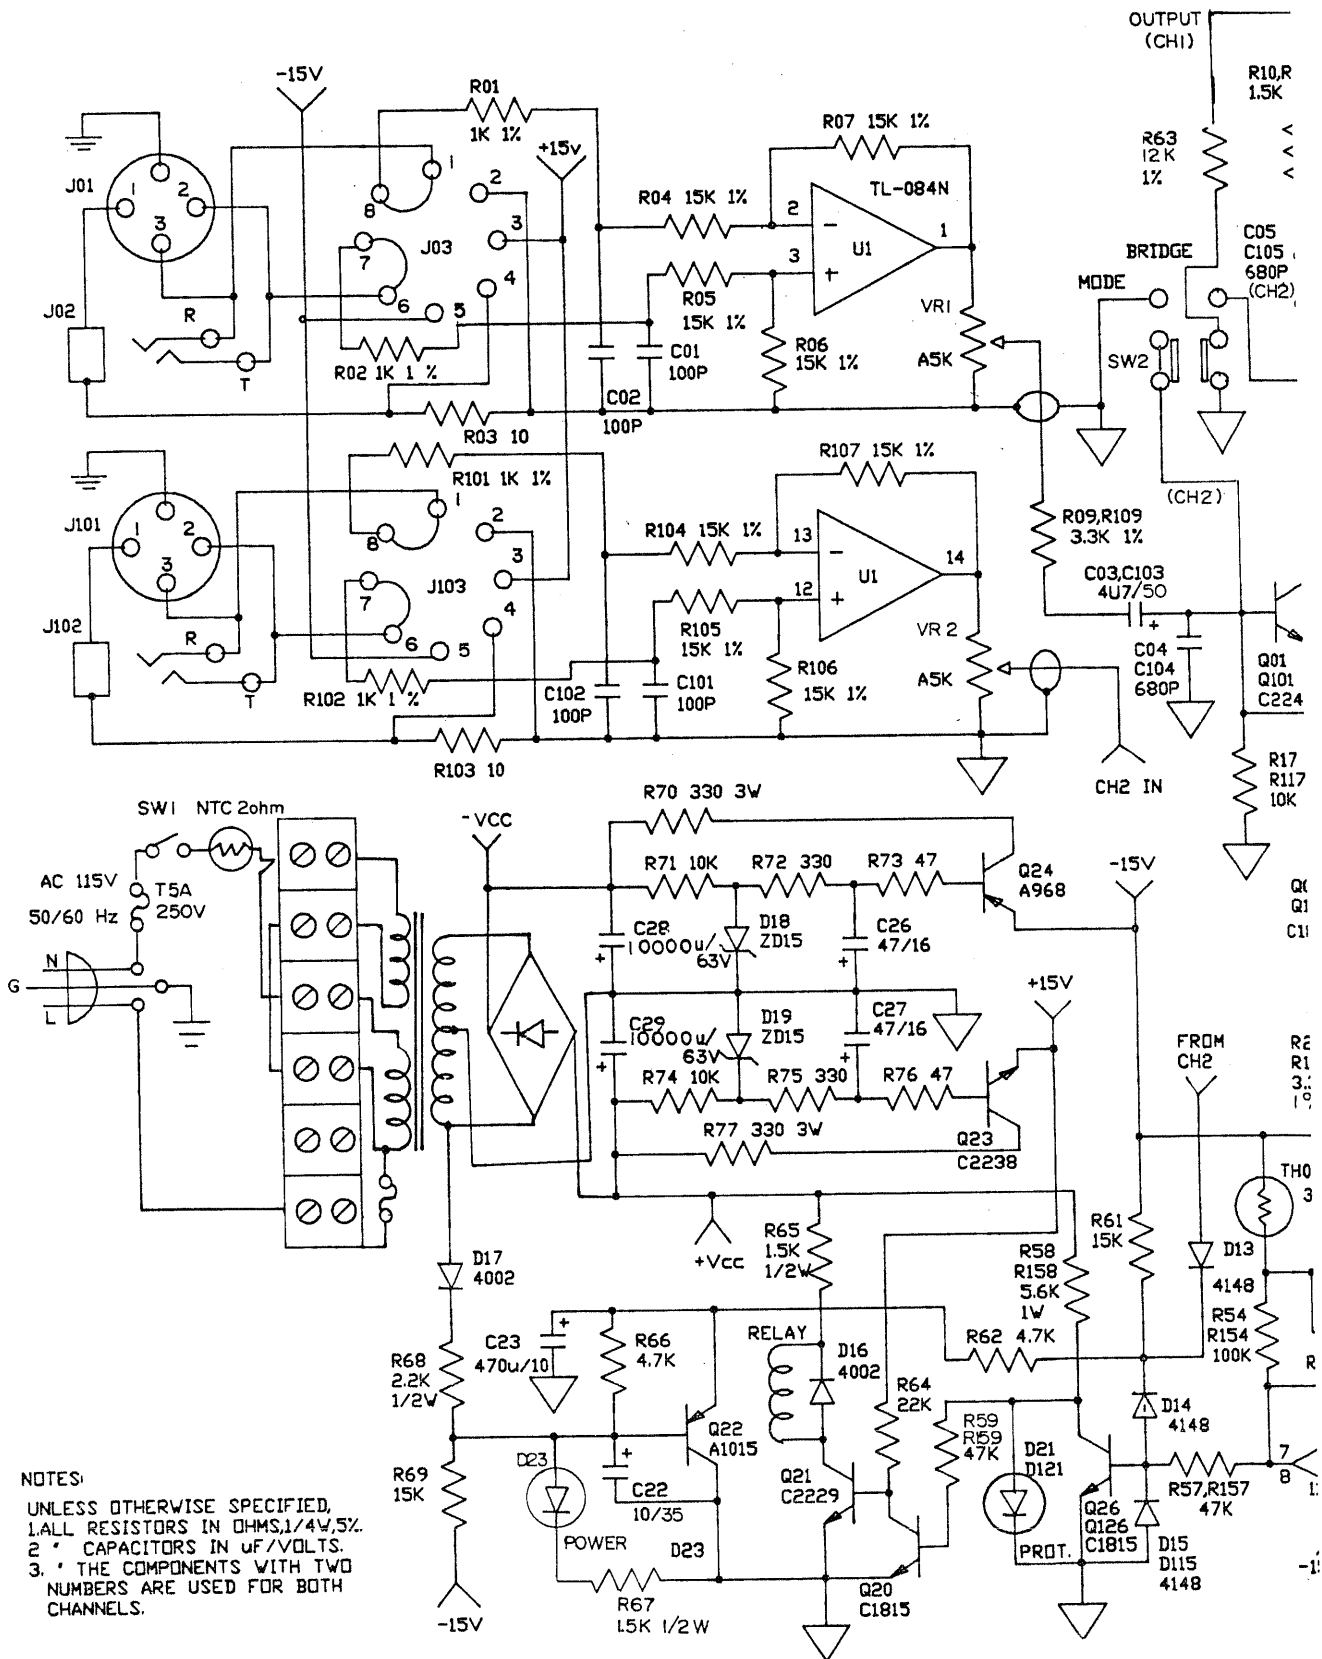 OUTPUT
(CH1)
-15V
R01
1K 1%
+15v
R07 15K 1%
R63
12K
1%
R10,R
1.5K
J01
1
2
3
8
1
2
3
J03
7
4
6
5
R04 15K 1%
TL-084N
2
3
1
U1
R05
15K 1%
R06
15K 1%
VR1
A5K
MODE
BRIDGE
SW2
C05
C105
680P
(CH2)
J02
R
T
R02 1K 1 %
C01
100P
C02
100P
R03 10
R101 1K 1%
R107 15K 1%
(CH2)
J101
1
2
3
8
1
2
3
J103
7
4
6
5
R104 15K 1%
13
12
14
U1
R105
15K 1%
R106
15K 1%
VR 2
A5K
R09,R109
3.3K 1%
C03,C103
4U7/50
+
C04
C104
680P
Q01
Q101
C224
J102
R
T
R102 1K 1 %
C102
100P
C101
100P
R103 10
CH2 IN
R17
R117
10K
SW1 NTC 2ohm
AC 115V
50/60 Hz
T5A
250V
N
G
L
-VCC
R70 330 3W
R71 10K
R72 330
R73 47
Q24
A968
-15V
C28
10000u/
63V
+
D18
ZD15
C26
47/16
+
C29
10000u/
63V
+
D19
ZD15
C27
47/16
+
+15V
R74 10K
R75 330
R76 47
R77 330 3W
Q23
C2238
FROM
CH2
+Vcc
R65
1.5K
1/2W
R58
R158
5.6K
1W
R61
15K
D13
4148
D17
4002
C23
470u/10
+
R66
4.7K
RELAY
D16
4002
R62 4.7K
R54
R154
100K
R68
2.2K
1/2W
R64
22K
R59
R159
47K
D14
4148
R69
15K
D23
POWER
C22
10/35
+
Q22
A1015
Q21
C2229
D21
D121
PROT.
R57,R157
47K
7
8
Q26
Q126
C1815
D15
D115
4148
D23
R67
1.5K 1/2W
Q20
C1815
-15V
NOTES:
UNLESS OTHERWISE SPECIFIED,
1.ALL RESISTORS IN OHMS,1/4W,5%.
2 " CAPACITORS IN uF/VOLTS.
3. " THE COMPONENTS WITH TWO
NUMBERS ARE USED FOR BOTH
CHANNELS.